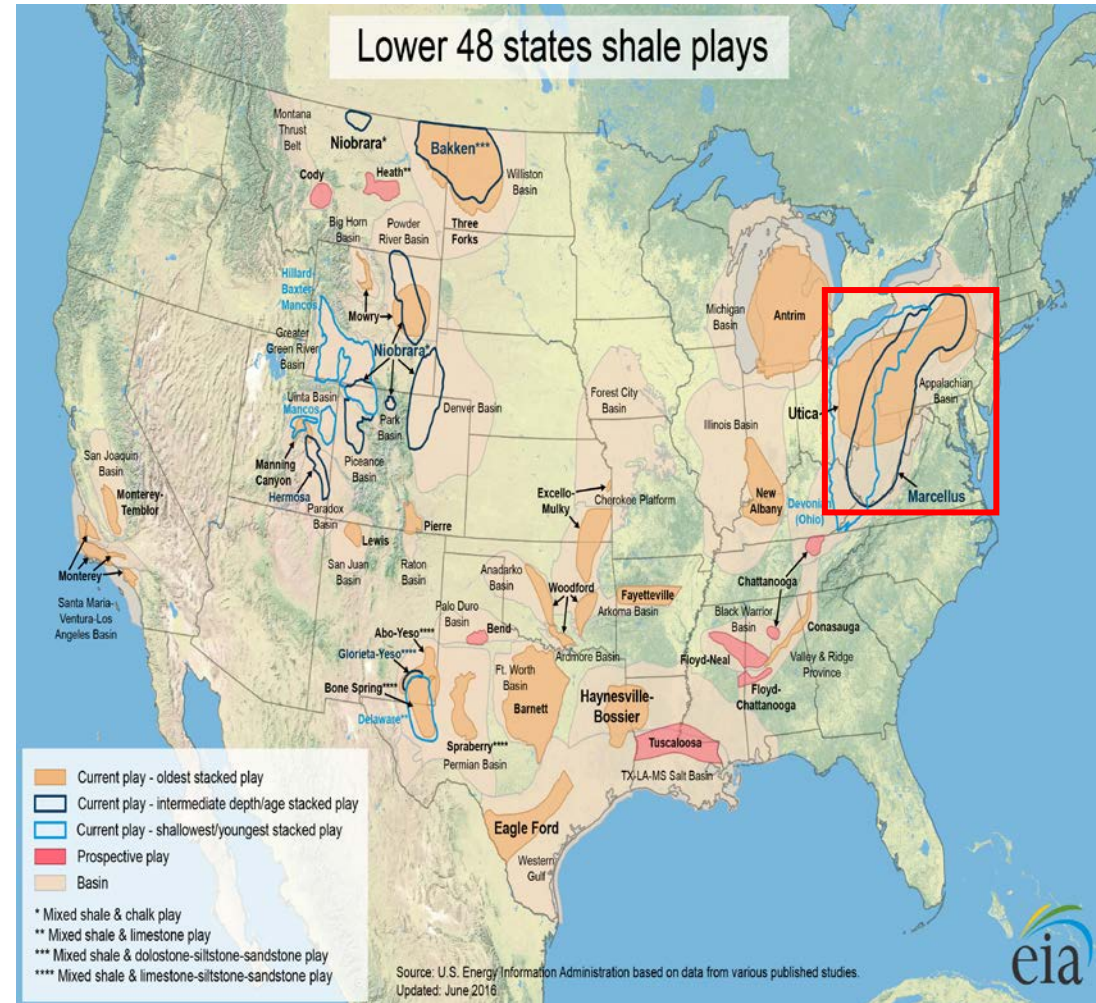 Lower 48 states shale plays
Montana
Thrust
Belt
Niobrara*
Bakken***
Williston
Basin
Cody
Heath**
Big Horn
Basin
Powder
River Basin
Three
Forks
Hillard-
Baxter-
Mancos
Mowry
Greater
Green River
Basin
Niobrara*
Michigan
Basin
Antrim
Uinta Basin
Mancos
Park
Basin
Denver Basin
Forest City
Basin
Illinois Basin
Utica
Appalachian
Basin
Manning
Canyon
Piceance
Basin
Hermosa
Paradox
Basin
San Joaquin
Basin
Monterey-
Temblor
Excello-
Mulky
Cherokee Platform
New
Albany
Devonian
(Ohio)
Marcellus
Pierre
Lewis
San Juan
Basin
Raton
Basin
Monterey
Santa Maria-
Ventura-Los
Angeles Basin
Anadarko
Basin
Woodford
Arkoma Basin
Fayetteville
Chattanooga
Black Warrior
Basin
Conasauga
Palo Duro
Basin
Bend
Ardmore Basin
Floyd-Neal
Valley & Ridge
Province
Abo-Yeso****
Glorieta-Yeso****
Bone Spring****
Delaware**
Ft. Worth
Basin
Barnett
Haynesville-
Bossier
Floyd-
Chattanooga
Spraberry****
Permian Basin
Tuscaloosa
TX-LA-MS Salt Basin
Eagle Ford
Western
Gulf
Current play - oldest stacked play
Current play - intermediate depth/age stacked play
Current play - shallowest/youngest stacked play
Prospective play
Basin
* Mixed shale & chalk play
** Mixed shale & limestone play
*** Mixed shale & dolostone-siltstone-sandstone play
**** Mixed shale & limestone-siltstone-sandstone play
Source: U.S. Energy Information Administration based on data from various published studies.
Updated: June 2016
eia